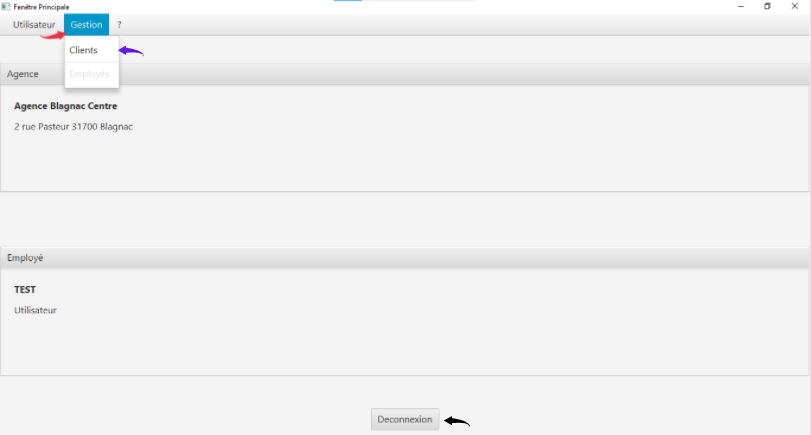 Fenêtre Principale
Utilisateur Gestion ?
Clients
Employés
Agence
Agence Blagnac Centre
2 rue Pasteur 31700 Blagnac
Employé
TEST
Utilisateur
Deconnexion